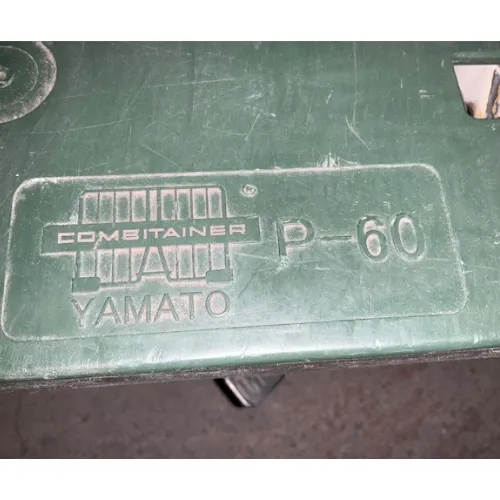 ®
COMBITAINER
YAMATO
P-60